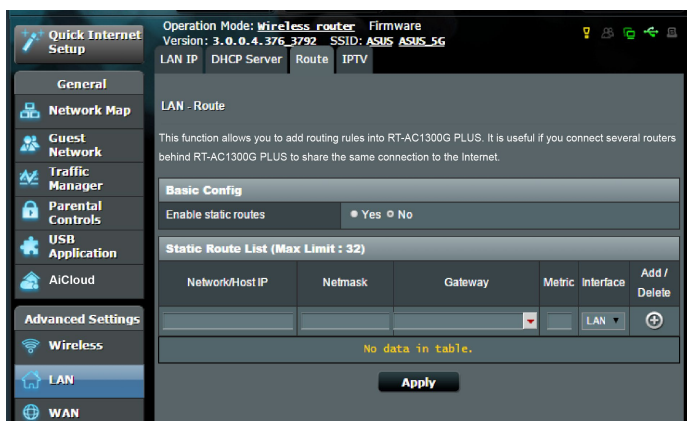 Quick Internet
Setup
General
Network Map
Guest
Network
Traffic
Manager
Parental
Controls
USB
Application
AiCloud
Advanced Settings
Wireless
LAN
WAN
Operation Mode: Wireless router Firmware
Version: 3.0.0.4.376_3792 SSID: ASUS ASUS_5G
LAN IP DHCP Server Route IPTV
LAN - Route
This function allows you to add routing rules into RT-AC1300G PLUS. It is useful if you connect several routers
behind RT-AC1300G PLUS to share the same connection to the Internet.
Basic Config
Enable static routes Yes No
Static Route List (Max Limit : 32)
Network/Host IP Netmask Gateway Metric Interface Add /
Delete
LAN
No data in table.
Apply